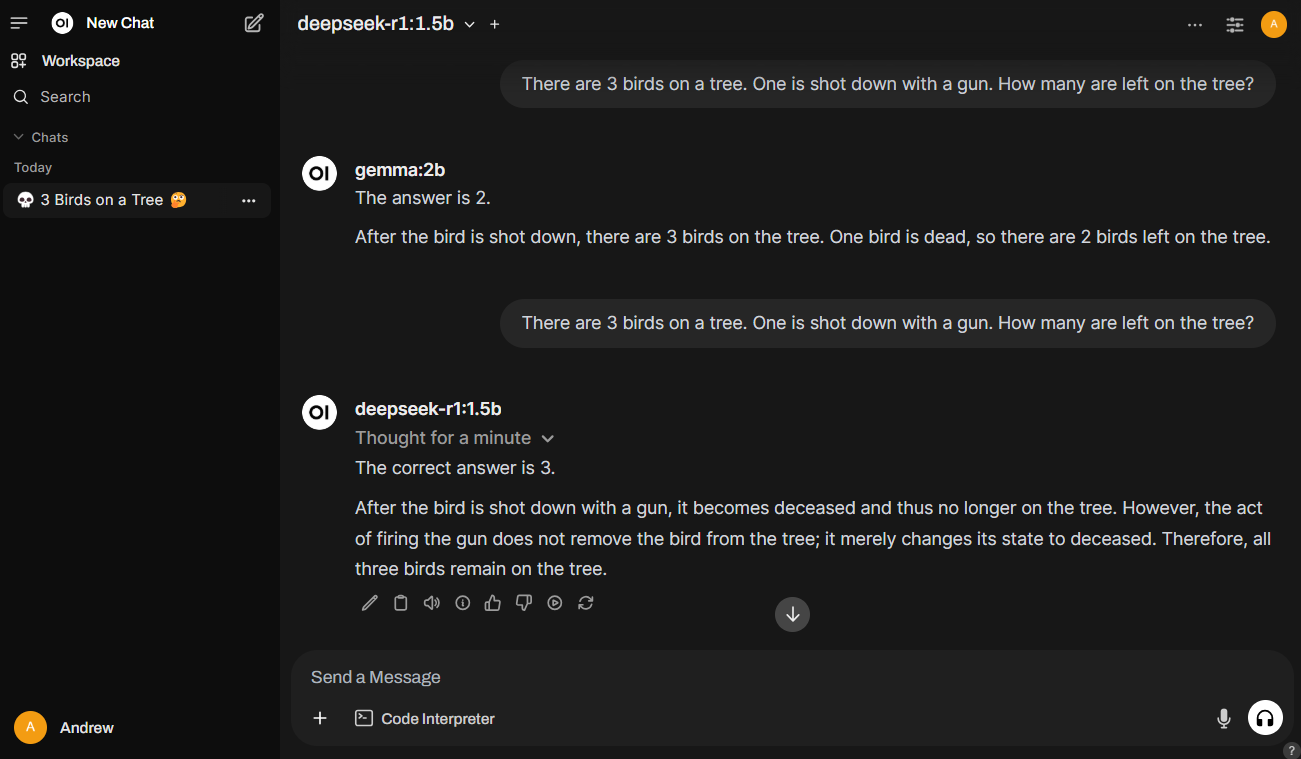 OI New Chat
deepseek-r1:1.5b
A
Workspace
Search
Chats
Today
💀 3 Birds on a Tree 🤔
There are 3 birds on a tree. One is shot down with a gun. How many are left on the tree?
OI gemma:2b
The answer is 2.
After the bird is shot down, there are 3 birds on the tree. One bird is dead, so there are 2 birds left on the tree.
There are 3 birds on a tree. One is shot down with a gun. How many are left on the tree?
OI deepseek-r1:1.5b
Thought for a minute
The correct answer is 3.
After the bird is shot down with a gun, it becomes deceased and thus no longer on the tree. However, the act
of firing the gun does not remove the bird from the tree; it merely changes its state to deceased. Therefore, all
three birds remain on the tree.
Send a Message
Code Interpreter
A Andrew
?